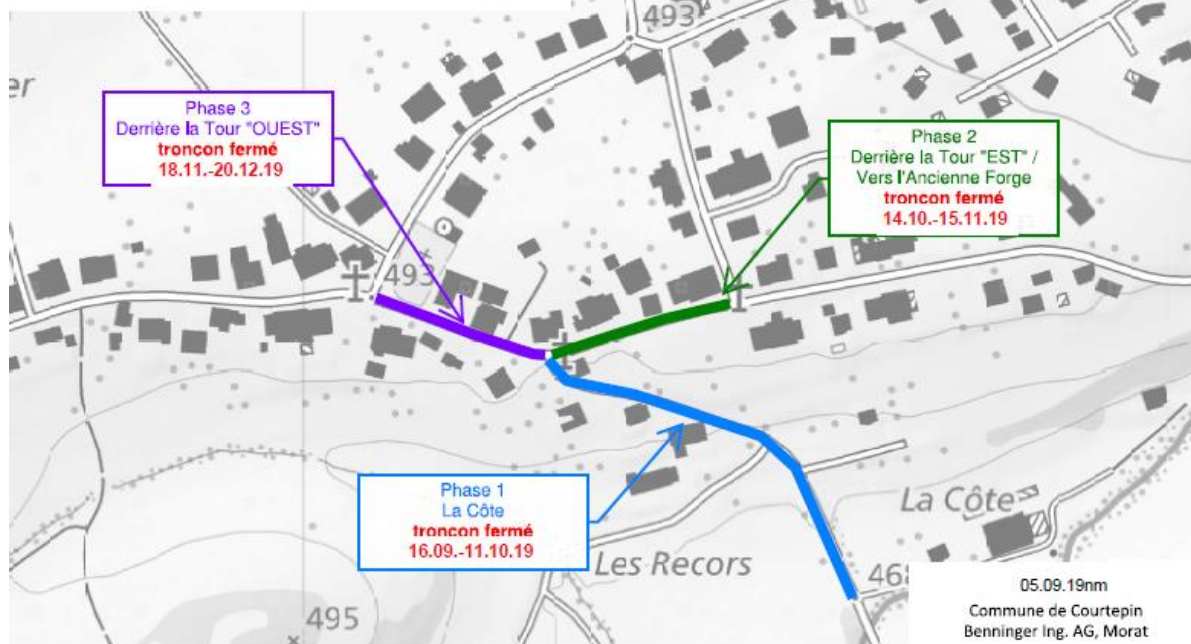 493
er
Phase 3
Derrière la Tour "OUEST"
troncon fermé
18.11.-20.12.19
Phase 2
Derrière la Tour "EST" /
Vers l'Ancienne Forge
troncon fermé
14.10.-15.11.19
493
Phase 1
La Côte
troncon fermé
16.09.-11.10.19
La Côte
Les Recors
468
495
05.09.19nm
Commune de Courtepin
Benninger Ing. AG, Morat